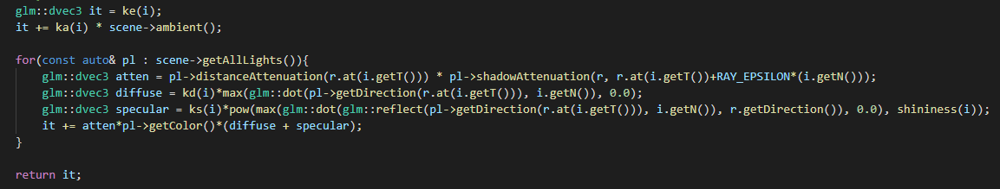 glm::dvec3 it = ke(i);
it += ka(i) * scene->ambient();
for(const auto& pl : scene->getAllLights()){
glm::dvec3 atten = pl->distanceAttenuation(r.at(i.getT())) * pl->shadowAttenuation(r, r.at(i.getT())+RAY_EPSILON*(i.getN()));
glm::dvec3 diffuse = kd(i)*max(glm::dot(pl->getDirection(r.at(i.getT())), i.getN()), 0.0);
glm::dvec3 specular = ks(i)*pow(max(glm::dot(glm::reflect(pl->getDirection(r.at(i.getT())), i.getN()), r.getDirection()), 0.0), shininess(i));
it += atten*pl->getColor()*(diffuse + specular);
}
return it;